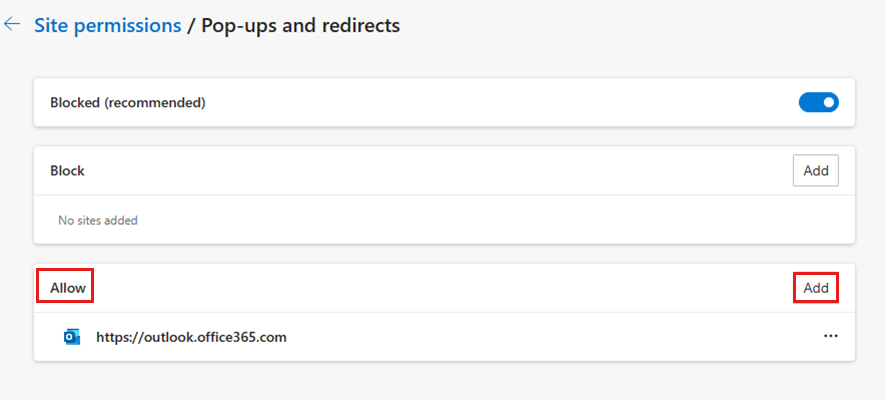 Site permissions / Pop-ups and redirects
Blocked (recommended)
Block Add
No sites added
Allow Add
https://outlook.office365.com